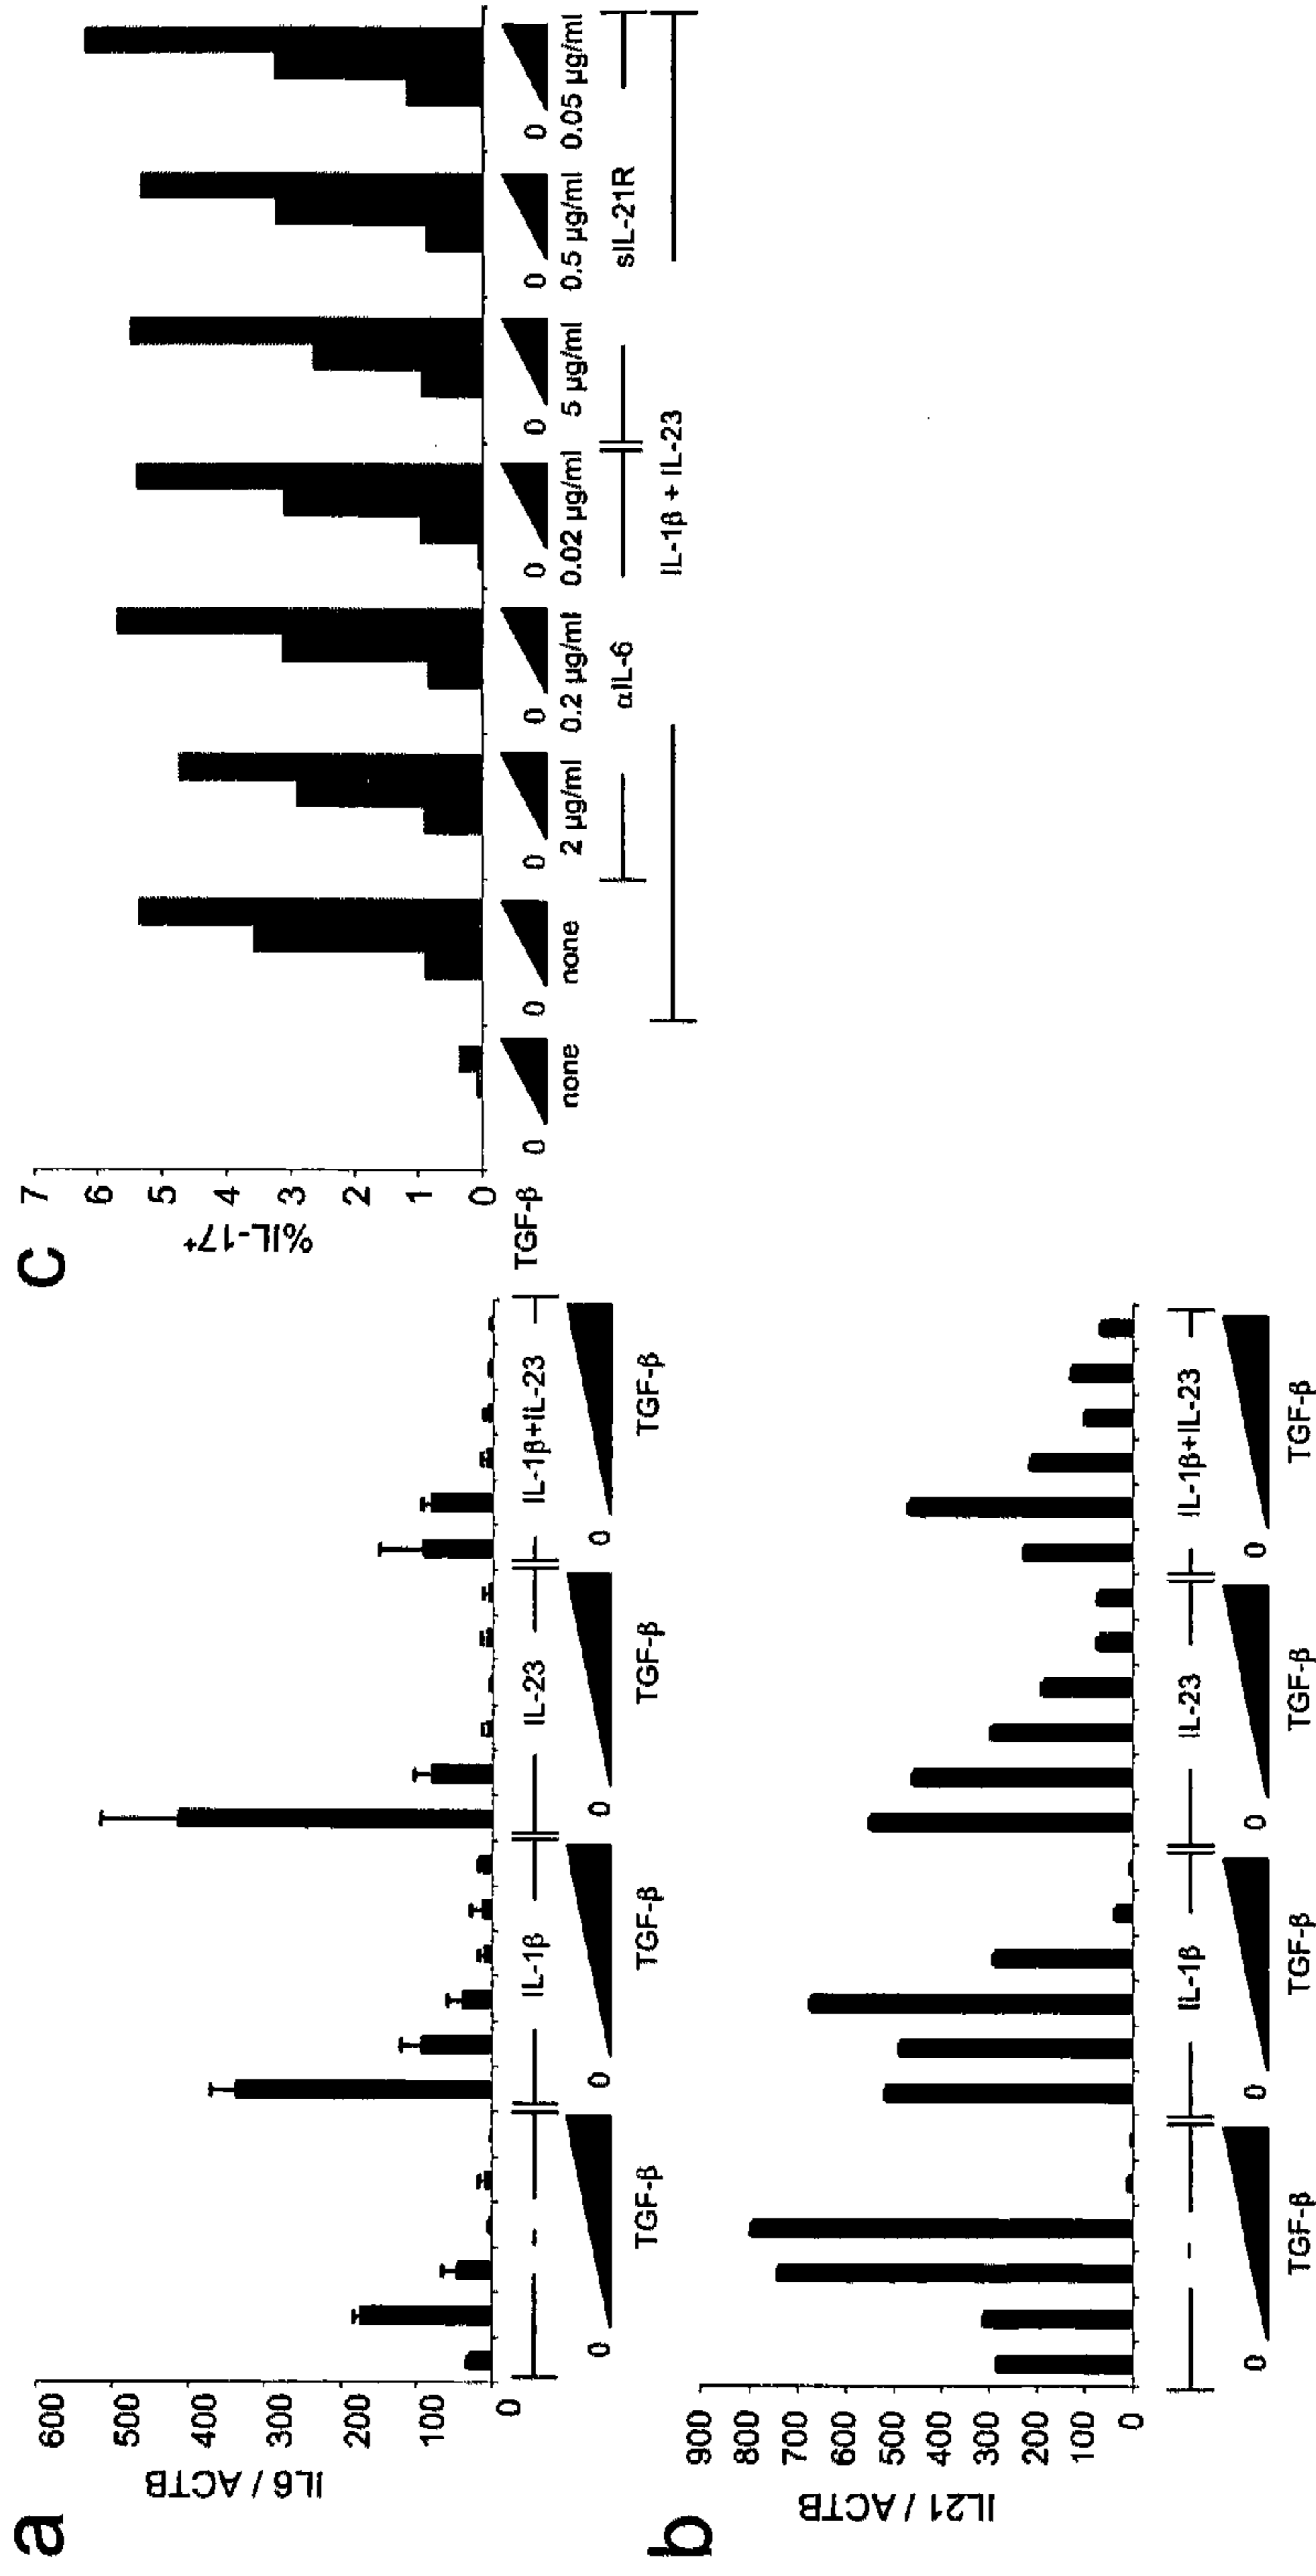 a
IL6 / ACTB
600
500
400
300
200
100
0
– IL-1β IL-23 IL-1β+IL-23
0 0 0 0
TGF-β TGF-β TGF-β TGF-β
b
IL21 / ACTB
900
800
700
600
500
400
300
200
100
0
– IL-1β IL-23 IL-1β+IL-23
0 0 0 0
TGF-β TGF-β TGF-β TGF-β
c
%IL-17+
7
6
5
4
3
2
1
0
TGF-β 0 0 0 0 0 0 0 0
none none 2 µg/ml 0.2 µg/ml 0.02 µg/ml 5 µg/ml 0.5 µg/ml 0.05 µg/ml
αIL-6 sIL-21R
IL-1β + IL-23